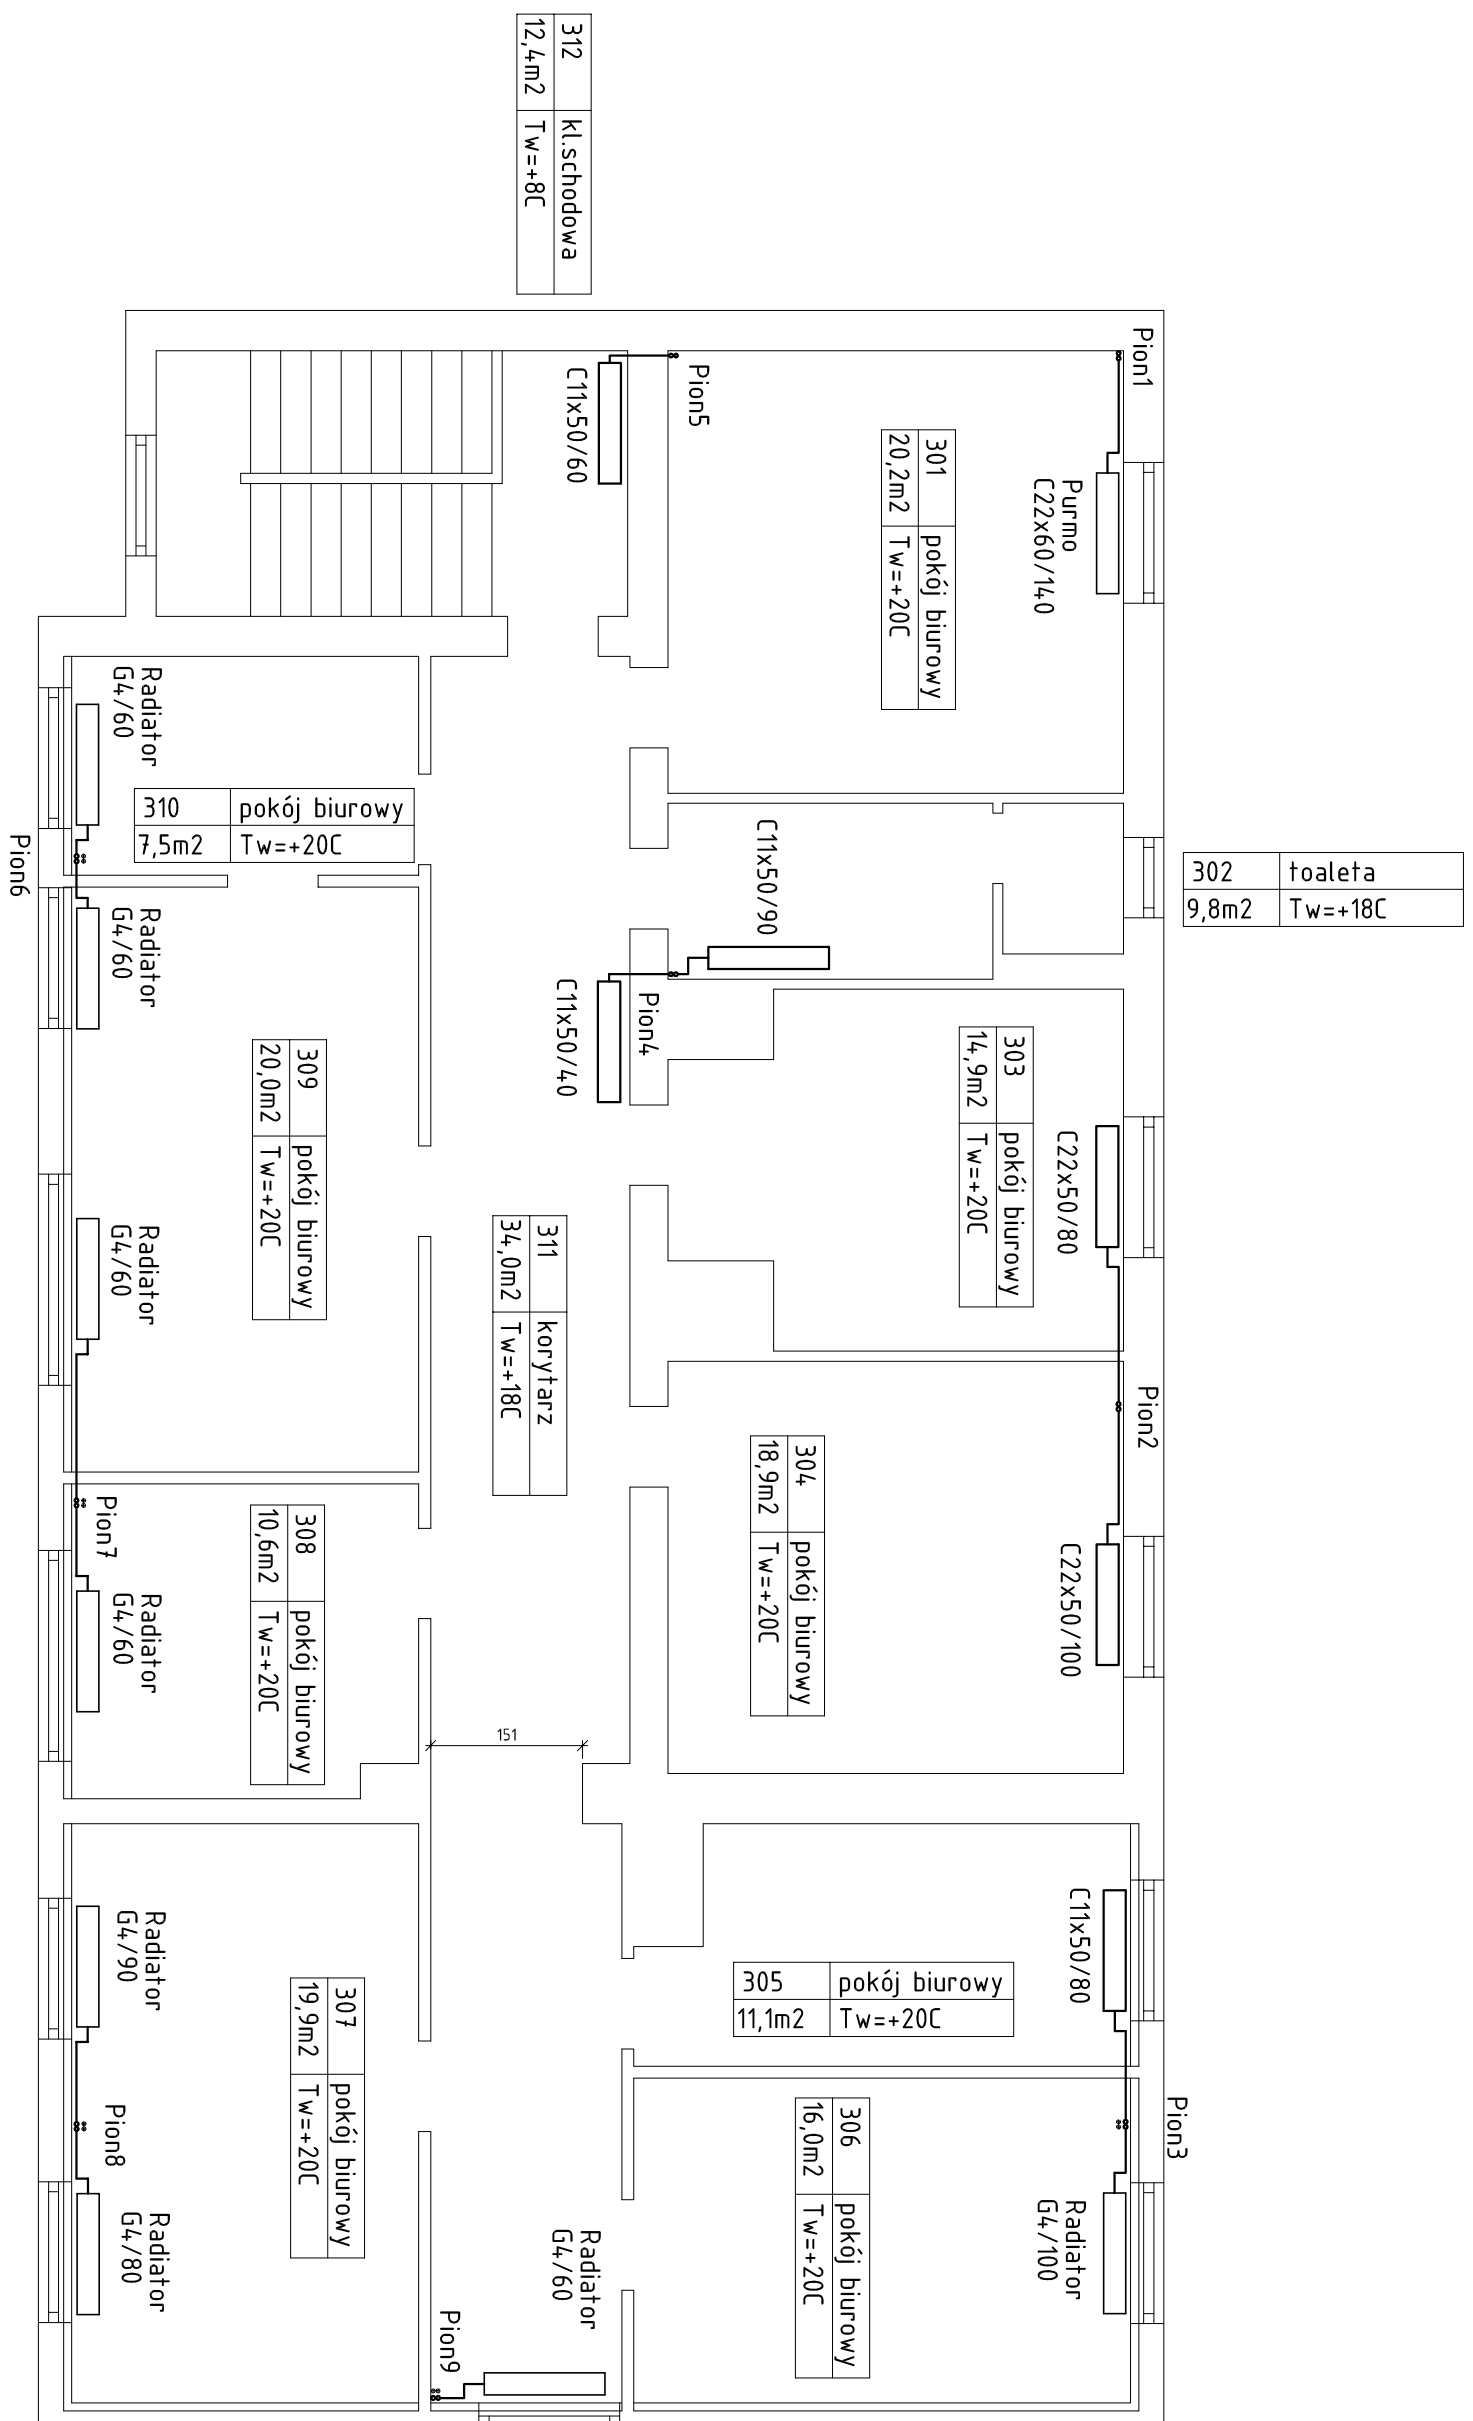 312 kl.schodowa
12,4m2 Tw=+8C
Pion1
Pion5
C11x50/60
301 pokój biurowy
20,2m2 Tw=+20C
Purmo
C22x60/140
Radiator
G4/60
310 pokój biurowy
7,5m2 Tw=+20C
Pion6
Radiator
G4/60
C11x50/90
302 toaleta
9,8m2 Tw=+18C
C11x50/40
Pion4
303 pokój biurowy
14,9m2 Tw=+20C
C22x50/80
309 pokój biurowy
20,0m2 Tw=+20C
Radiator
G4/60
311 korytarz
34,0m2 Tw=+18C
Pion2
304 pokój biurowy
18,9m2 Tw=+20C
C22x50/100
Pion7
308 pokój biurowy
10,6m2 Tw=+20C
Radiator
G4/60
151
C11x50/80
305 pokój biurowy
11,1m2 Tw=+20C
Radiator
G4/90
307 pokój biurowy
19,9m2 Tw=+20C
Pion3
306 pokój biurowy
16,0m2 Tw=+20C
Radiator
G4/100
Pion8
Radiator
G4/80
Radiator
G4/60
Pion9